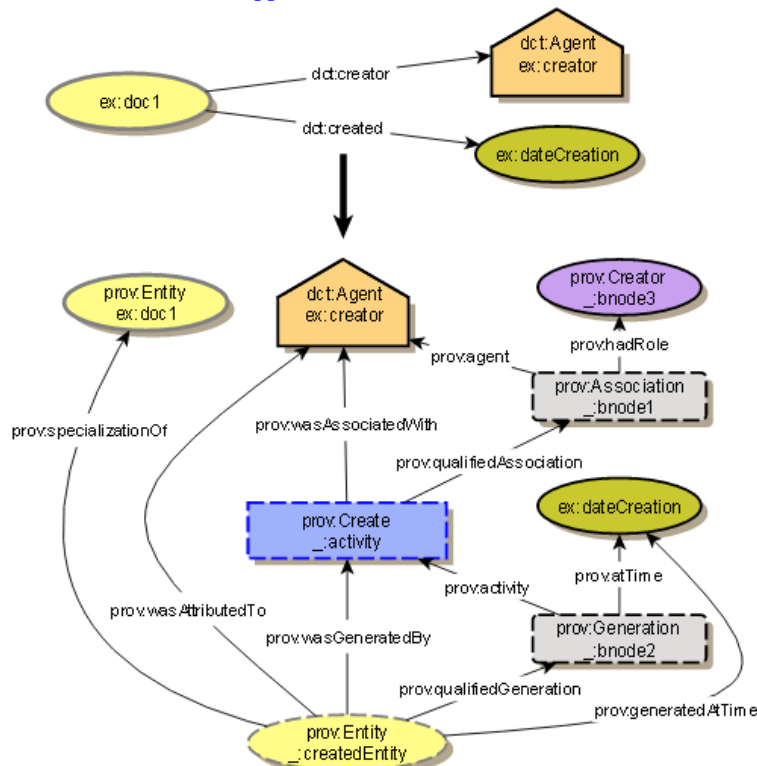 dct:Agent
ex:creator
dct:creator
ex:doc1
dct:created
ex:dateCreation
prov:Entity
ex:doc1
dct:Agent
ex:creator
prov:Creator
_:bnode3
prov:agent
prov:hadRole
prov:Association
_:bnode1
prov:specializationOf
prov:wasAssociatedWith
prov:qualifiedAssociation
prov:Create
_:activity
ex:dateCreation
prov:activity
prov:atTime
prov:wasAttributedTo
prov:wasGeneratedBy
prov:Generation
_:bnode2
prov:qualifiedGeneration
prov:generatedAtTime
prov:Entity
_:createdEntity